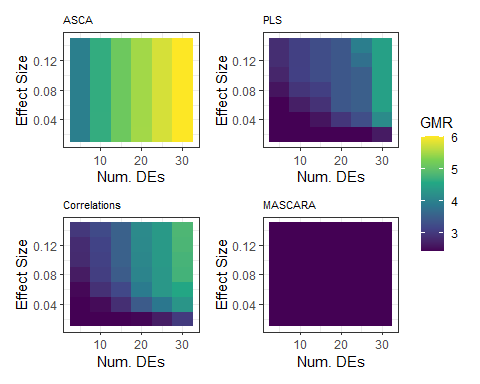 ASCA
PLS
Effect Size
0.12
0.08
0.04
10 20 30
Num. DEs
Effect Size
0.12
0.08
0.04
10 20 30
Num. DEs
GMR
6
5
4
3
Correlations
MASCARA
Effect Size
0.12
0.08
0.04
10 20 30
Num. DEs
Effect Size
0.12
0.08
0.04
10 20 30
Num. DEs